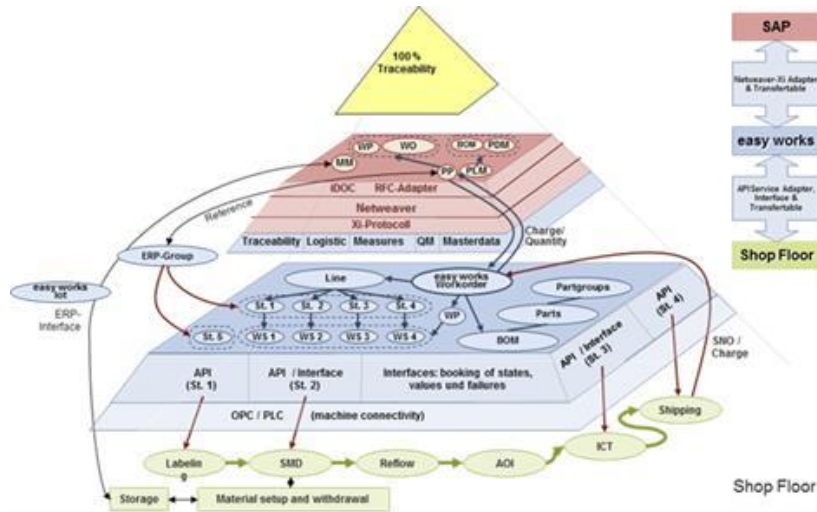 100%
Traceability
SAP
Netweaver-Xi Adapter
& Transfertable
easy works
API Service Adapter,
Interface &
Transfertable
Shop Floor
WP
WO
BOM
PDM
MM
PP
PLM
iDOC
RFC-Adapter
Netweaver
Xi-Protocoll
Traceability
Logistic
Measures
QM
Masterdata
Reference
Charge/
Quantity
ERP-Group
easy works
lot
ERP-
Interface
Line
easy works
Workorder
Partgroups
Parts
BOM
St. 1
St. 2
St. 3
St. 4
WP
St. 5
WS 1
WS 2
WS 3
WS 4
API
(St. 1)
API / Interface
(St. 2)
Interfaces: booking of states,
values und failures
API / Interface
(St. 3)
API
(St. 4)
SNO /
Charge
OPC / PLC
(machine connectivity)
Labelin
g
SMD
Reflow
AOI
ICT
Shipping
Storage
Material setup and withdrawal
Shop Floor